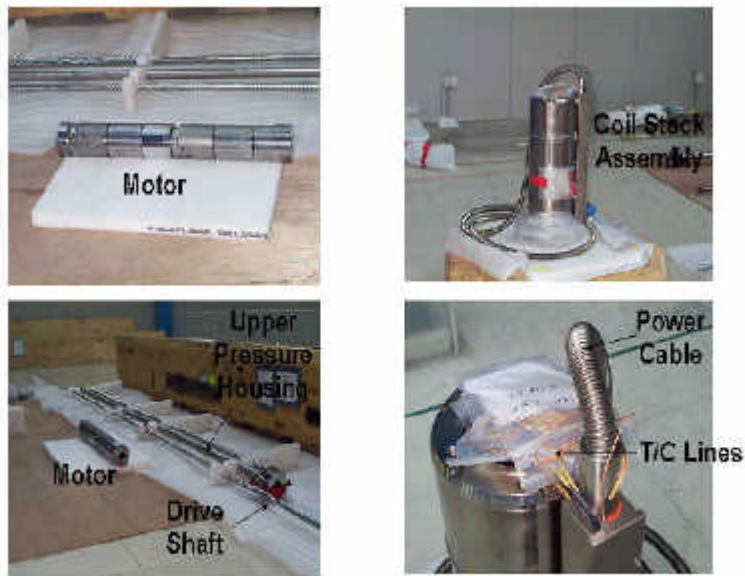 Motor
Coil Stack
Assembly
Upper
Pressure
Housing
Motor
Drive
Shaft
Power
Cable
T/C Lines